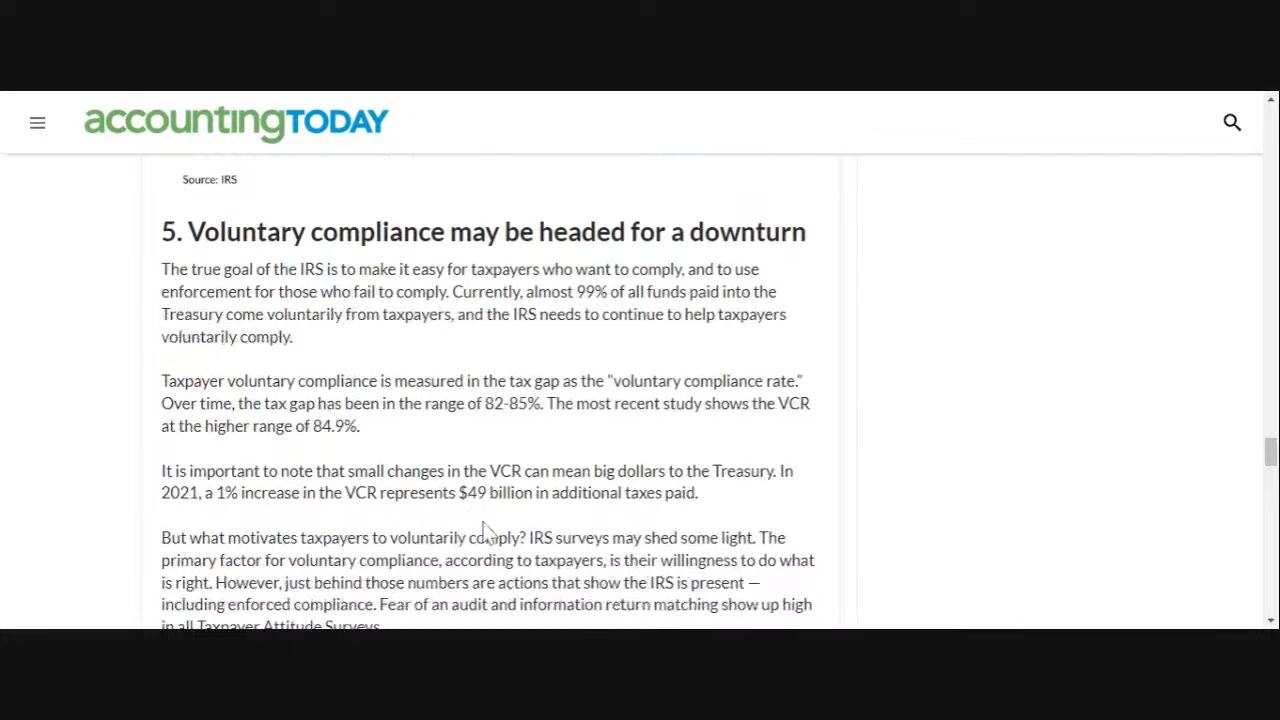 accountingTODAY
Source: IRS
5. Voluntary compliance may be headed for a downturn
The true goal of the IRS is to make it easy for taxpayers who want to comply, and to use
enforcement for those who fail to comply. Currently, almost 99% of all funds paid into the
Treasury come voluntarily from taxpayers, and the IRS needs to continue to help taxpayers
voluntarily comply.
Taxpayer voluntary compliance is measured in the tax gap as the "voluntary compliance rate."
Over time, the tax gap has been in the range of 82-85%. The most recent study shows the VCR
at the higher range of 84.9%.
It is important to note that small changes in the VCR can mean big dollars to the Treasury. In
2021, a 1% increase in the VCR represents $49 billion in additional taxes paid.
But what motivates taxpayers to voluntarily comply? IRS surveys may shed some light. The
primary factor for voluntary compliance, according to taxpayers, is their willingness to do what
is right. However, just behind those numbers are actions that show the IRS is present —
including enforced compliance. Fear of an audit and information return matching show up high
in all Taxpayer Attitude Surveys.